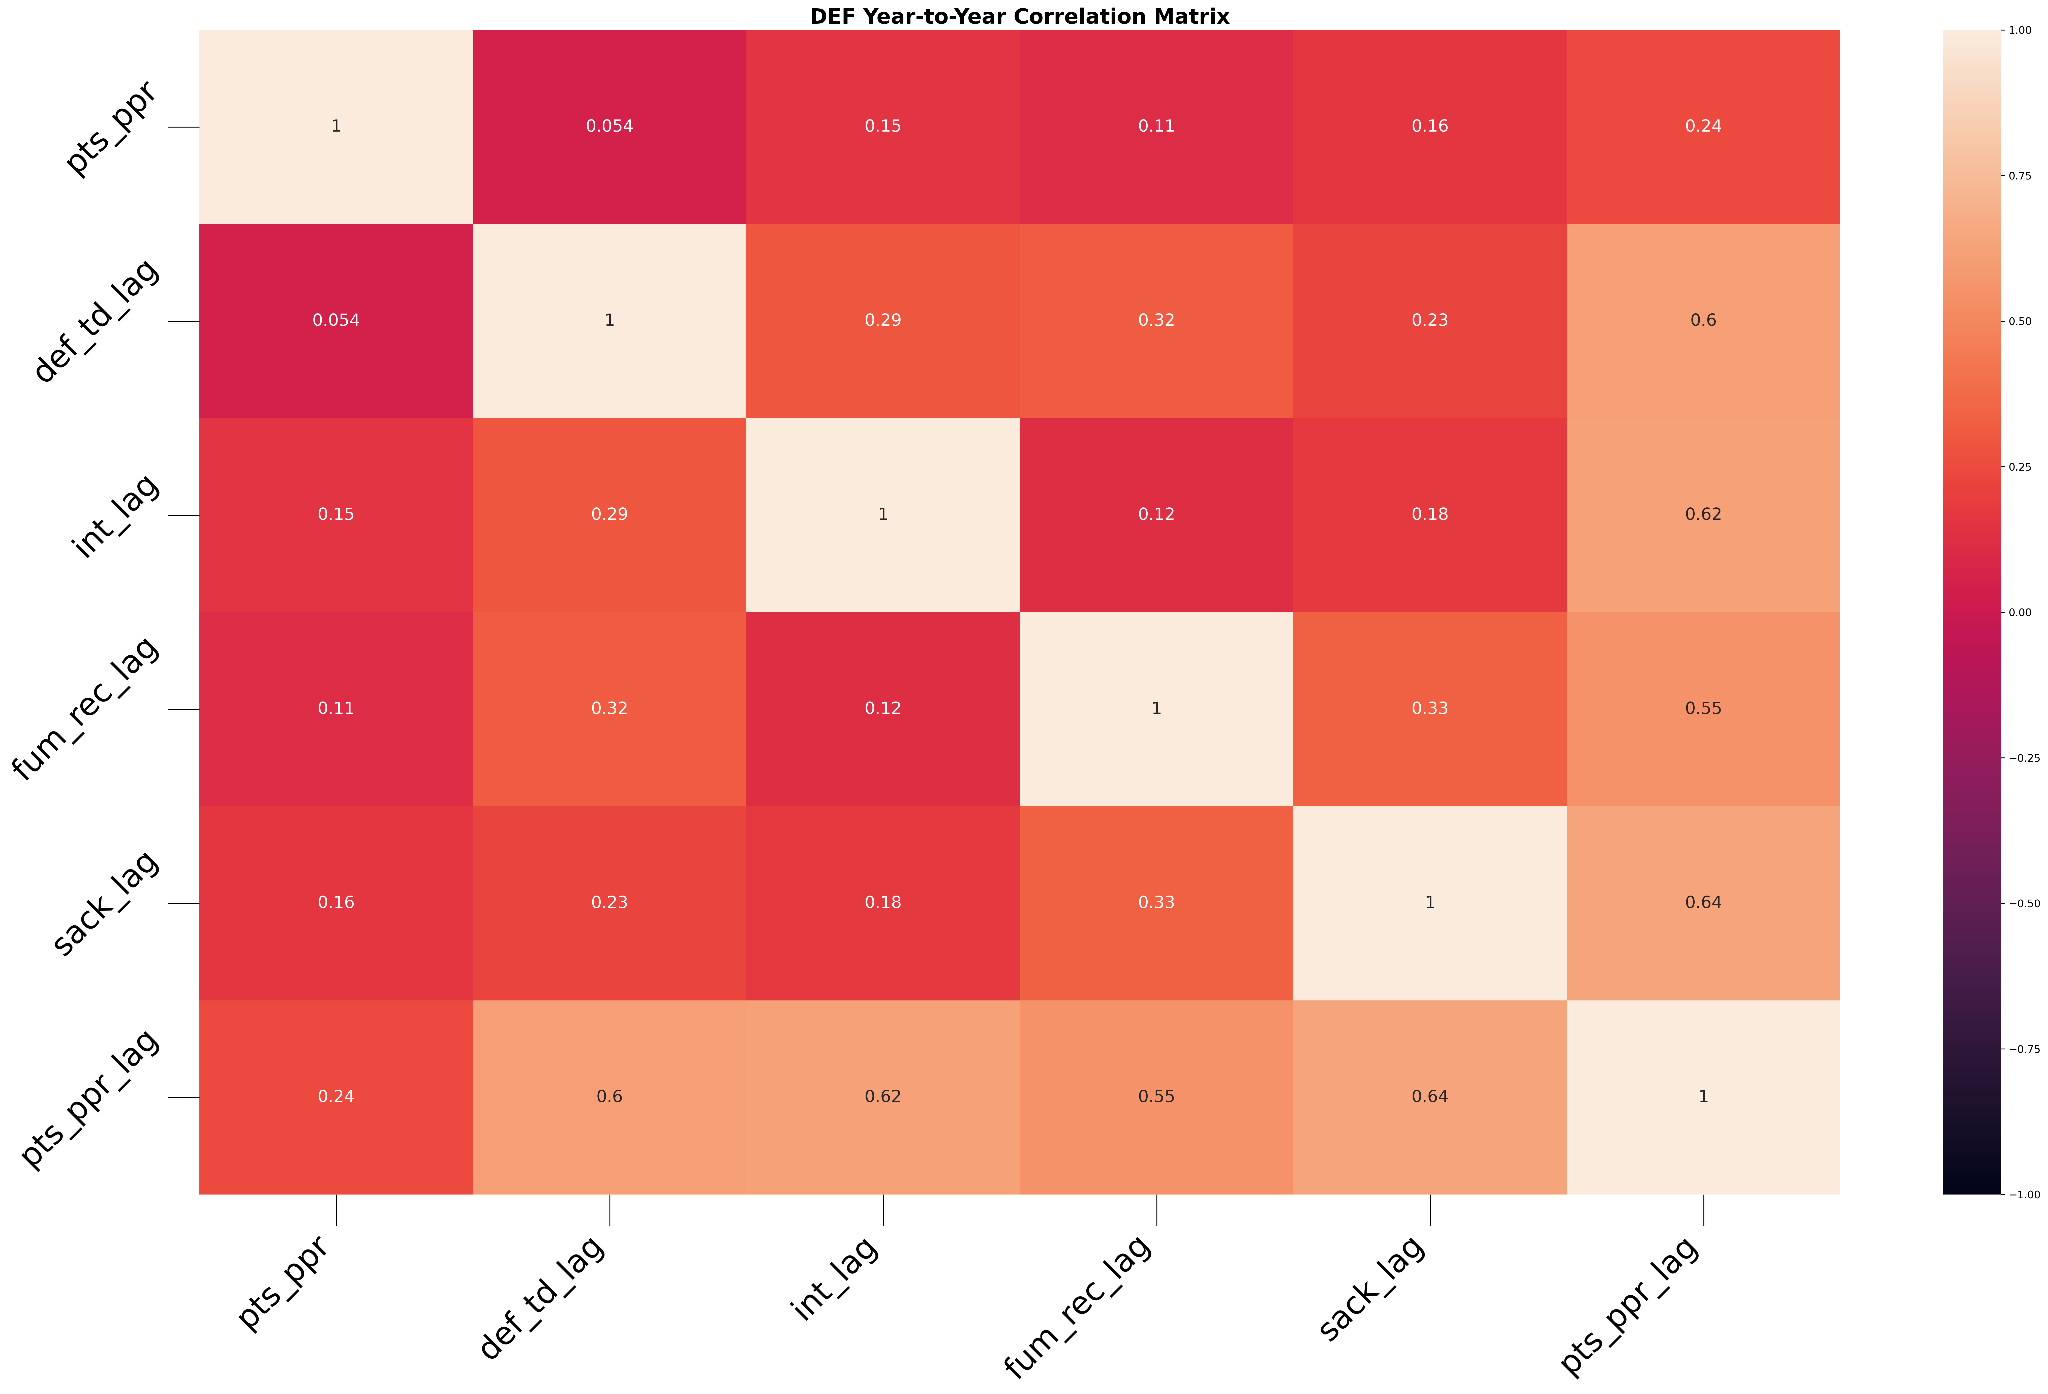 DEF Year-to-Year Correlation Matrix
pts_ppr 1 0.054 0.15 0.11 0.16 0.24
def_td_lag 0.054 1 0.29 0.32 0.23 0.6
int_lag 0.15 0.29 1 0.12 0.18 0.62
fum_rec_lag 0.11 0.32 0.12 1 0.33 0.55
sack_lag 0.16 0.23 0.18 0.33 1 0.64
pts_ppr_lag 0.24 0.6 0.62 0.55 0.64 1
pts_ppr def_td_lag int_lag fum_rec_lag sack_lag pts_ppr_lag
1.00
0.75
0.50
0.25
0.00
−0.25
−0.50
−0.75
−1.00